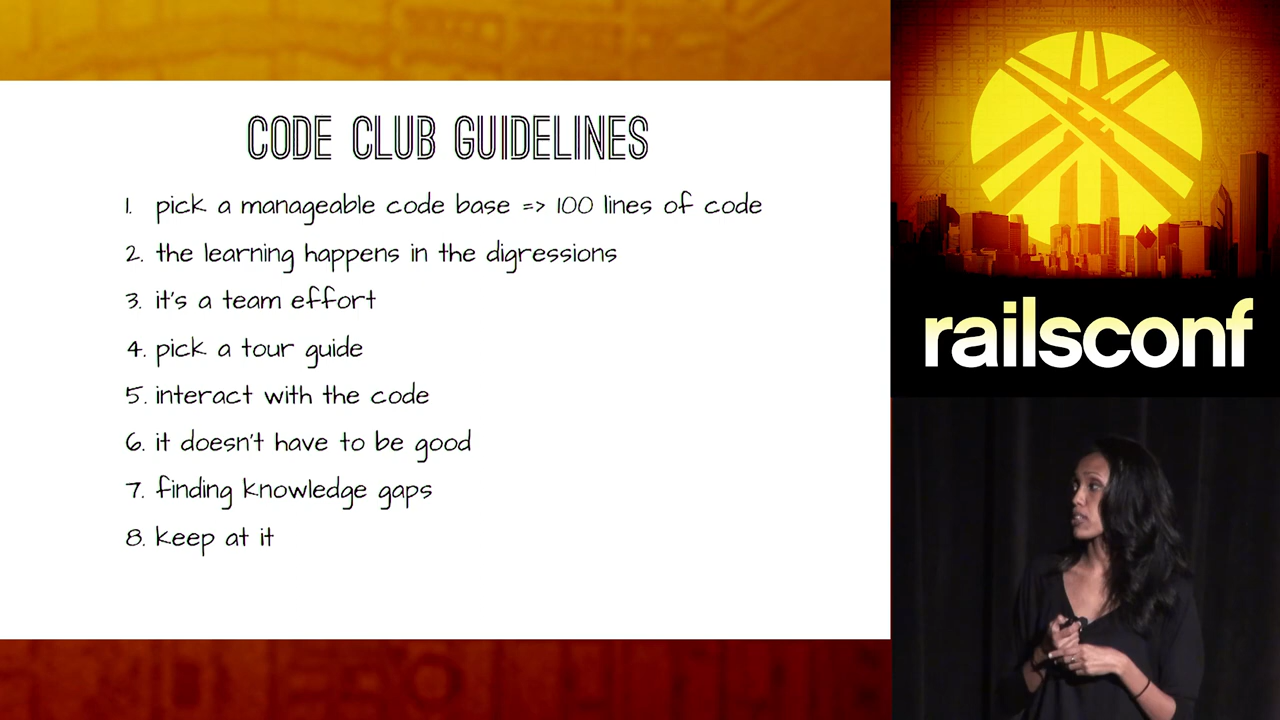 CODE CLUB GUIDELINES
1. pick a manageable code base => 100 lines of code
2. the learning happens in the digressions
3. it's a team effort
4. pick a tour guide
5. interact with the code
6. it doesn't have to be good
7. finding knowledge gaps
8. keep at it
railsconf